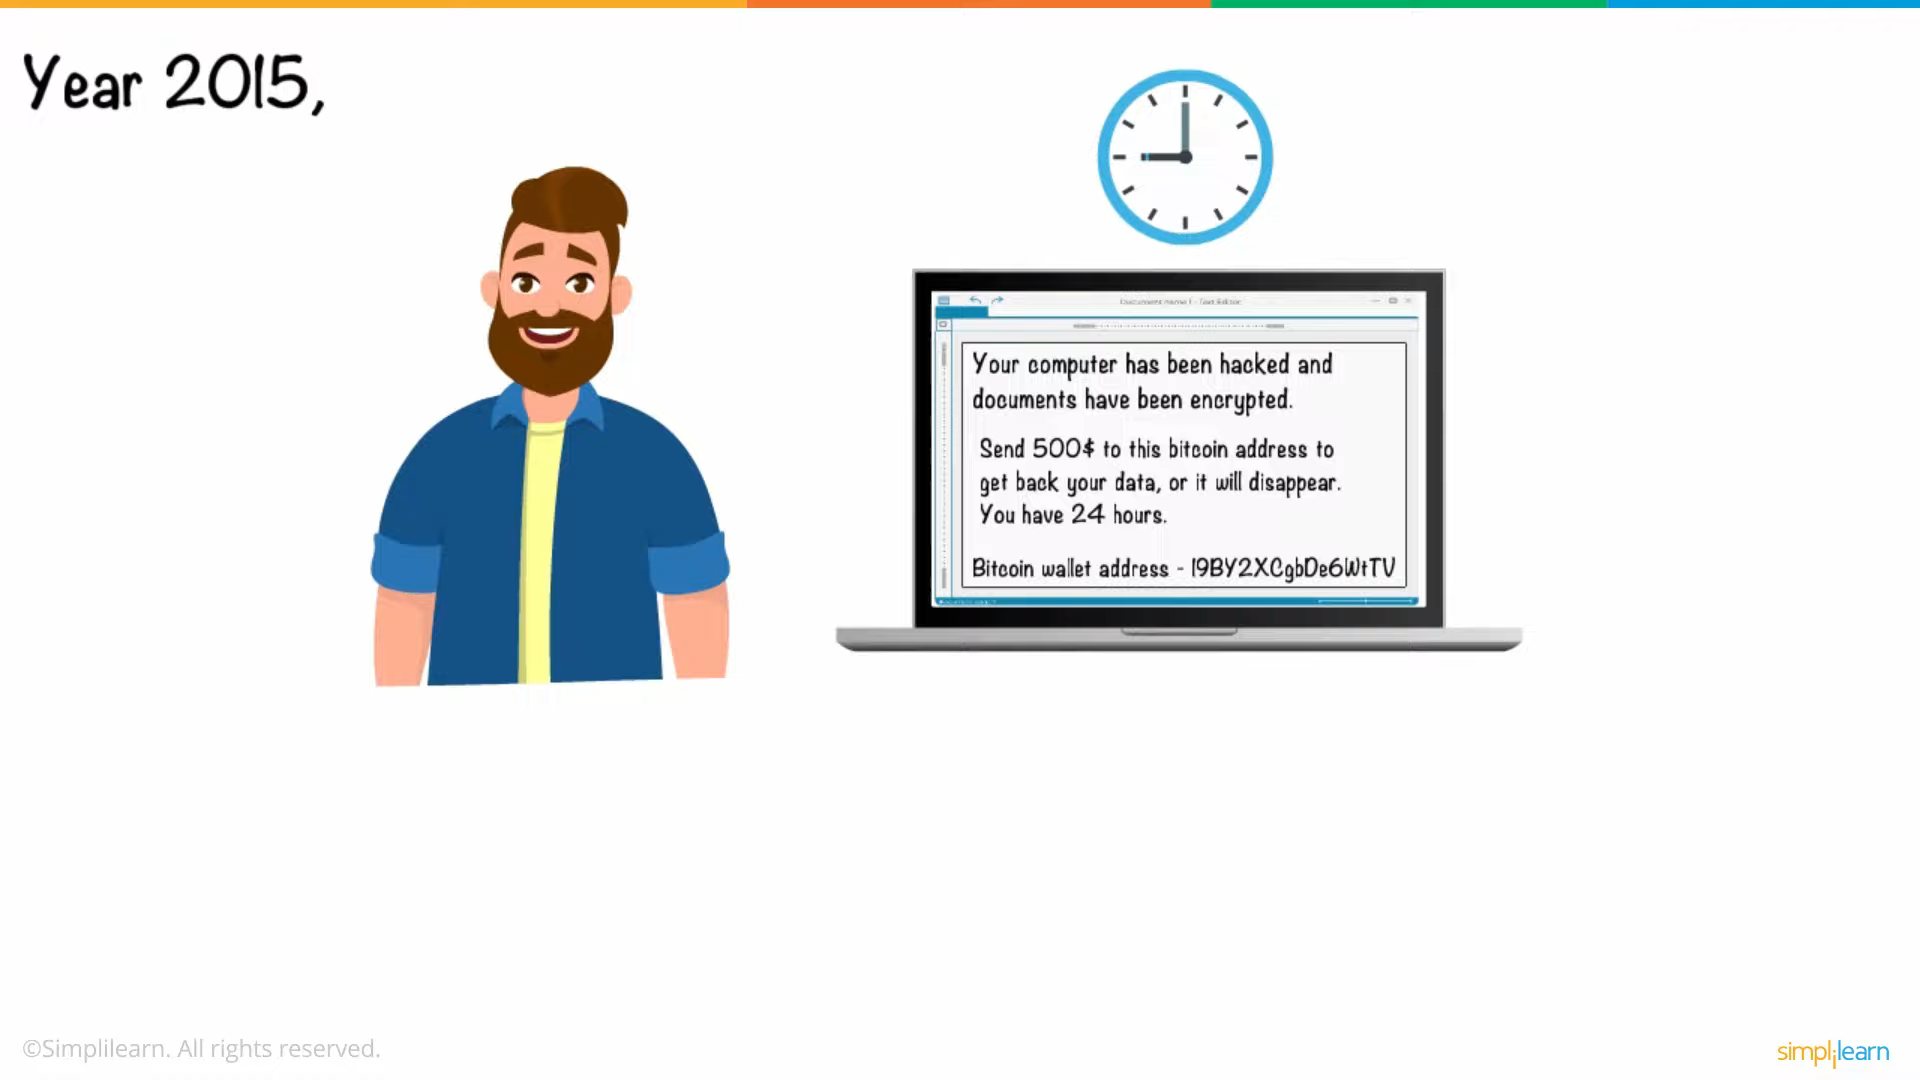 Year 2015,
Your computer has been hacked and
documents have been encrypted.
Send 500$ to this bitcoin address to
get back your data, or it will disappear.
You have 24 hours.
Bitcoin wallet address - 19BY2XCgbDe6WtTV
©Simplilearn. All rights reserved.
simplilearn